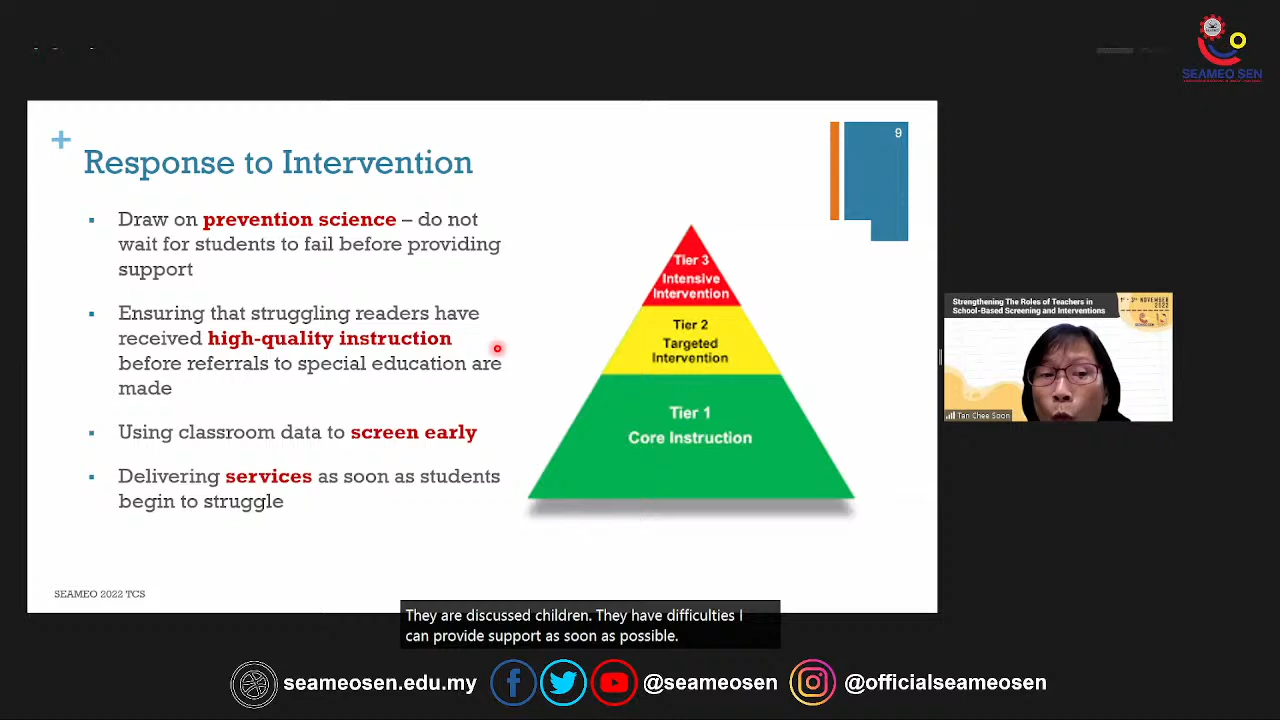 SEAMEO SEN
9
Response to Intervention
▪ Draw on prevention science – do not
wait for students to fail before providing
support
▪ Ensuring that struggling readers have
received high-quality instruction
before referrals to special education are
made
▪ Using classroom data to screen early
▪ Delivering services as soon as students
begin to struggle
Tier 3
Intensive
Intervention
Tier 2
Targeted
Intervention
Tier 1
Core Instruction
SEAMEO 2022 TCS
Strengthening The Roles of Teachers in
School-Based Screening and Interventions
1st - 3rd NOVEMBER
2022
Tan Chee Soon
They are discussed children. They have difficulties I
can provide support as soon as possible.
seameosen.edu.my
@seameosen
@officialseameosen